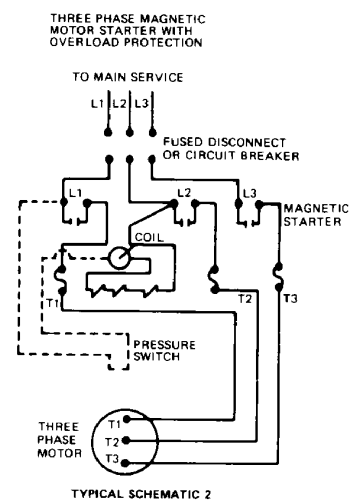 THREE PHASE MAGNETIC
MOTOR STARTER WITH
OVERLOAD PROTECTION
TO MAIN SERVICE
L1 L2 L3
FUSED DISCONNECT
OR CIRCUIT BREAKER
L1 L2 L3
MAGNETIC
STARTER
COIL
T1 T2 T3
PRESSURE
SWITCH
THREE
PHASE
MOTOR
T1
T2
T3
TYPICAL SCHEMATIC 2